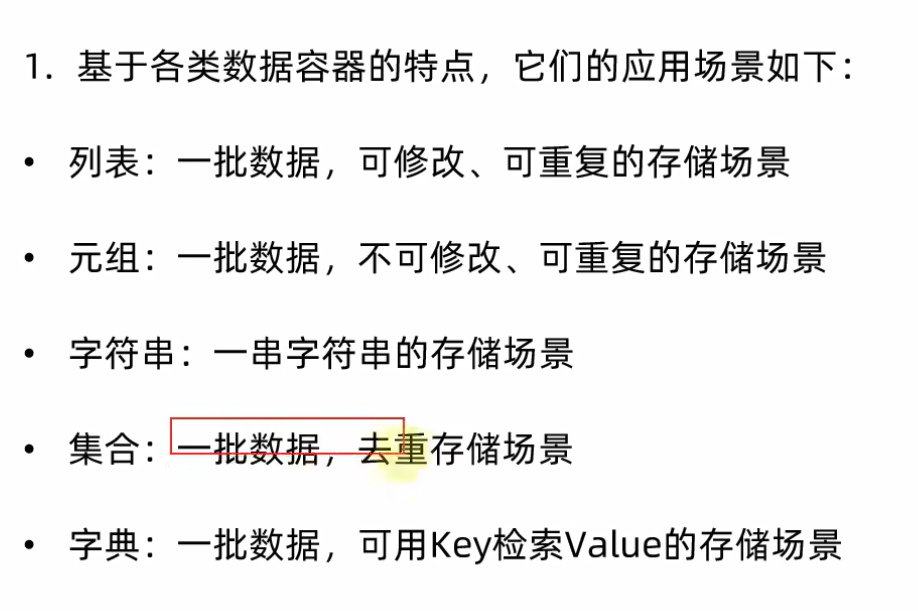 1. 基于各类数据容器的特点，它们的应用场景如下：
• 列表：一批数据，可修改、可重复的存储场景
• 元组：一批数据，不可修改、可重复的存储场景
• 字符串：一串字符串的存储场景
• 集合：一批数据，去重存储场景
• 字典：一批数据，可用Key检索Value的存储场景